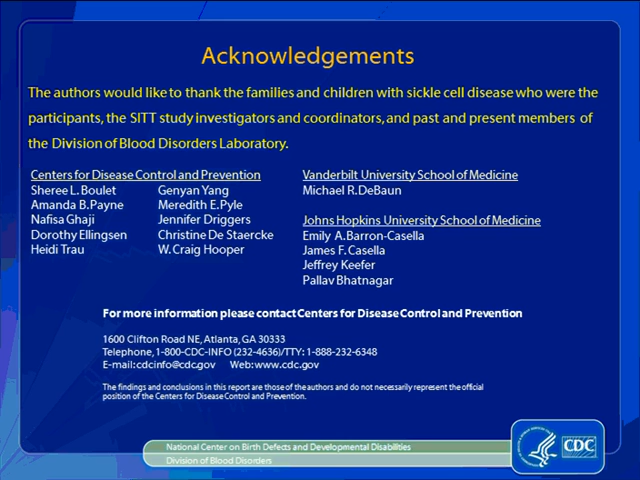 Acknowledgements
The authors would like to thank the families and children with sickle cell disease who were the
participants, the SITT study investigators and coordinators, and past and present members of
the Division of Blood Disorders Laboratory.
Centers for Disease Control and Prevention
Sheree L. Boulet
Amanda B. Payne
Nafisa Ghaji
Dorothy Ellingsen
Heidi Trau
Genyan Yang
Meredith E. Pyle
Jennifer Driggers
Christine De Staercke
W. Craig Hooper
Vanderbilt University School of Medicine
Michael R. DeBaun
Johns Hopkins University School of Medicine
Emily A. Barron-Casella
James F. Casella
Jeffrey Keefer
Pallav Bhatnagar
For more information please contact Centers for Disease Control and Prevention
1600 Clifton Road NE, Atlanta, GA 30333
Telephone, 1-800-CDC-INFO (232-4636)/TTY: 1-888-232-6348
E-mail: cdcinfo@cdc.gov Web: www.cdc.gov
The findings and conclusions in this report are those of the authors and do not necessarily represent the official
position of the Centers for Disease Control and Prevention.
National Center on Birth Defects and Developmental Disabilities
Division of Blood Disorders
CDC